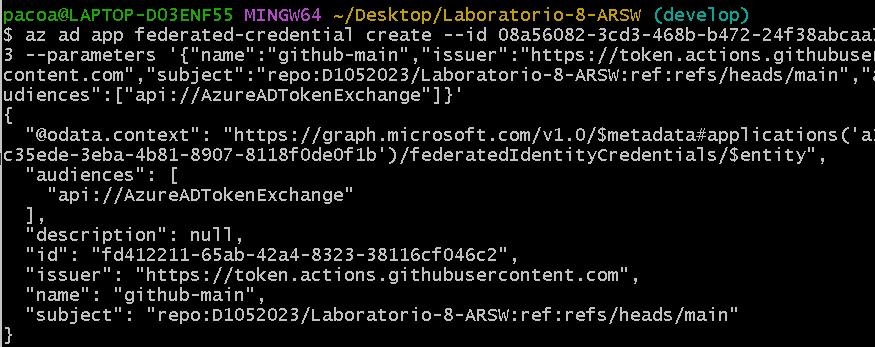 pacoa@LAPTOP-DO3ENF55 MINGW64 ~/Desktop/Laboratorio-8-ARSW (develop)
$ az ad app federated-credential create --id 08a56082-3cd3-468b-b472-24f38abcaa
3 --parameters '{"name":"github-main","issuer":"https://token.actions.githubuser
content.com","subject":"repo:D1052023/Laboratorio-8-ARSW:ref:refs/heads/main","a
udiences":["api://AzureADTokenExchange"]}'
{
  "@odata.context": "https://graph.microsoft.com/v1.0/$metadata#applications('a
c35ede-3eba-4b81-8907-8118f0de0f1b')/federatedIdentityCredentials/$entity",
  "audiences": [
    "api://AzureADTokenExchange"
  ],
  "description": null,
  "id": "fd412211-65ab-42a4-8323-38116cf046c2",
  "issuer": "https://token.actions.githubusercontent.com",
  "name": "github-main",
  "subject": "repo:D1052023/Laboratorio-8-ARSW:ref:refs/heads/main"
}